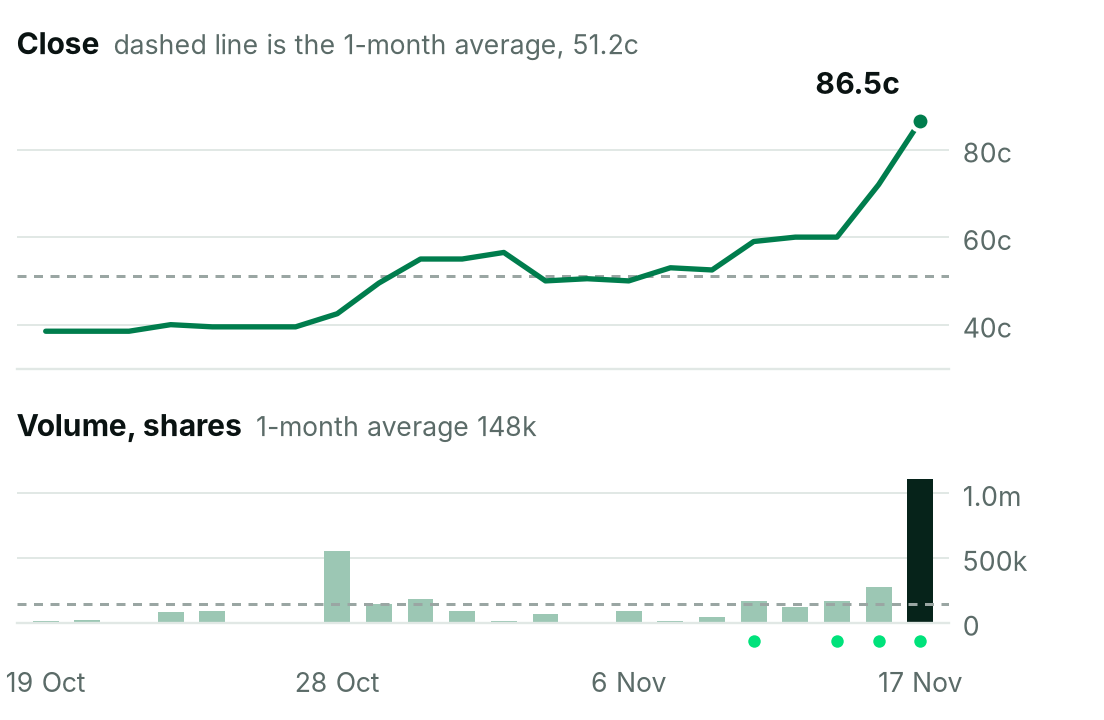 Close dashed line is the 1-month average, 51.2c
86.5c
80c
60c
40c
Volume, shares 1-month average 148k
1.0m
500k
0
19 Oct 28 Oct 6 Nov 17 Nov